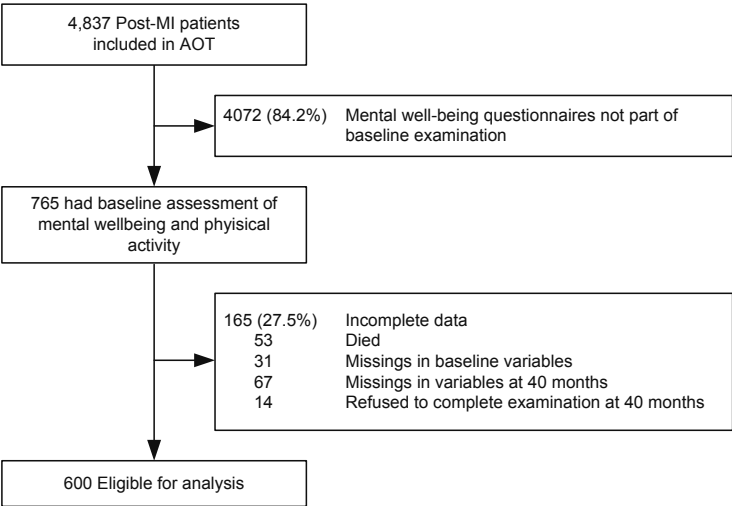 4,837 Post-MI patients
included in AOT
4072 (84.2%) Mental well-being questionnaires not part of
baseline examination
765 had baseline assessment of
mental wellbeing and phyisical
activity
165 (27.5%) Incomplete data
53 Died
31 Missings in baseline variables
67 Missings in variables at 40 months
14 Refused to complete examination at 40 months
600 Eligible for analysis